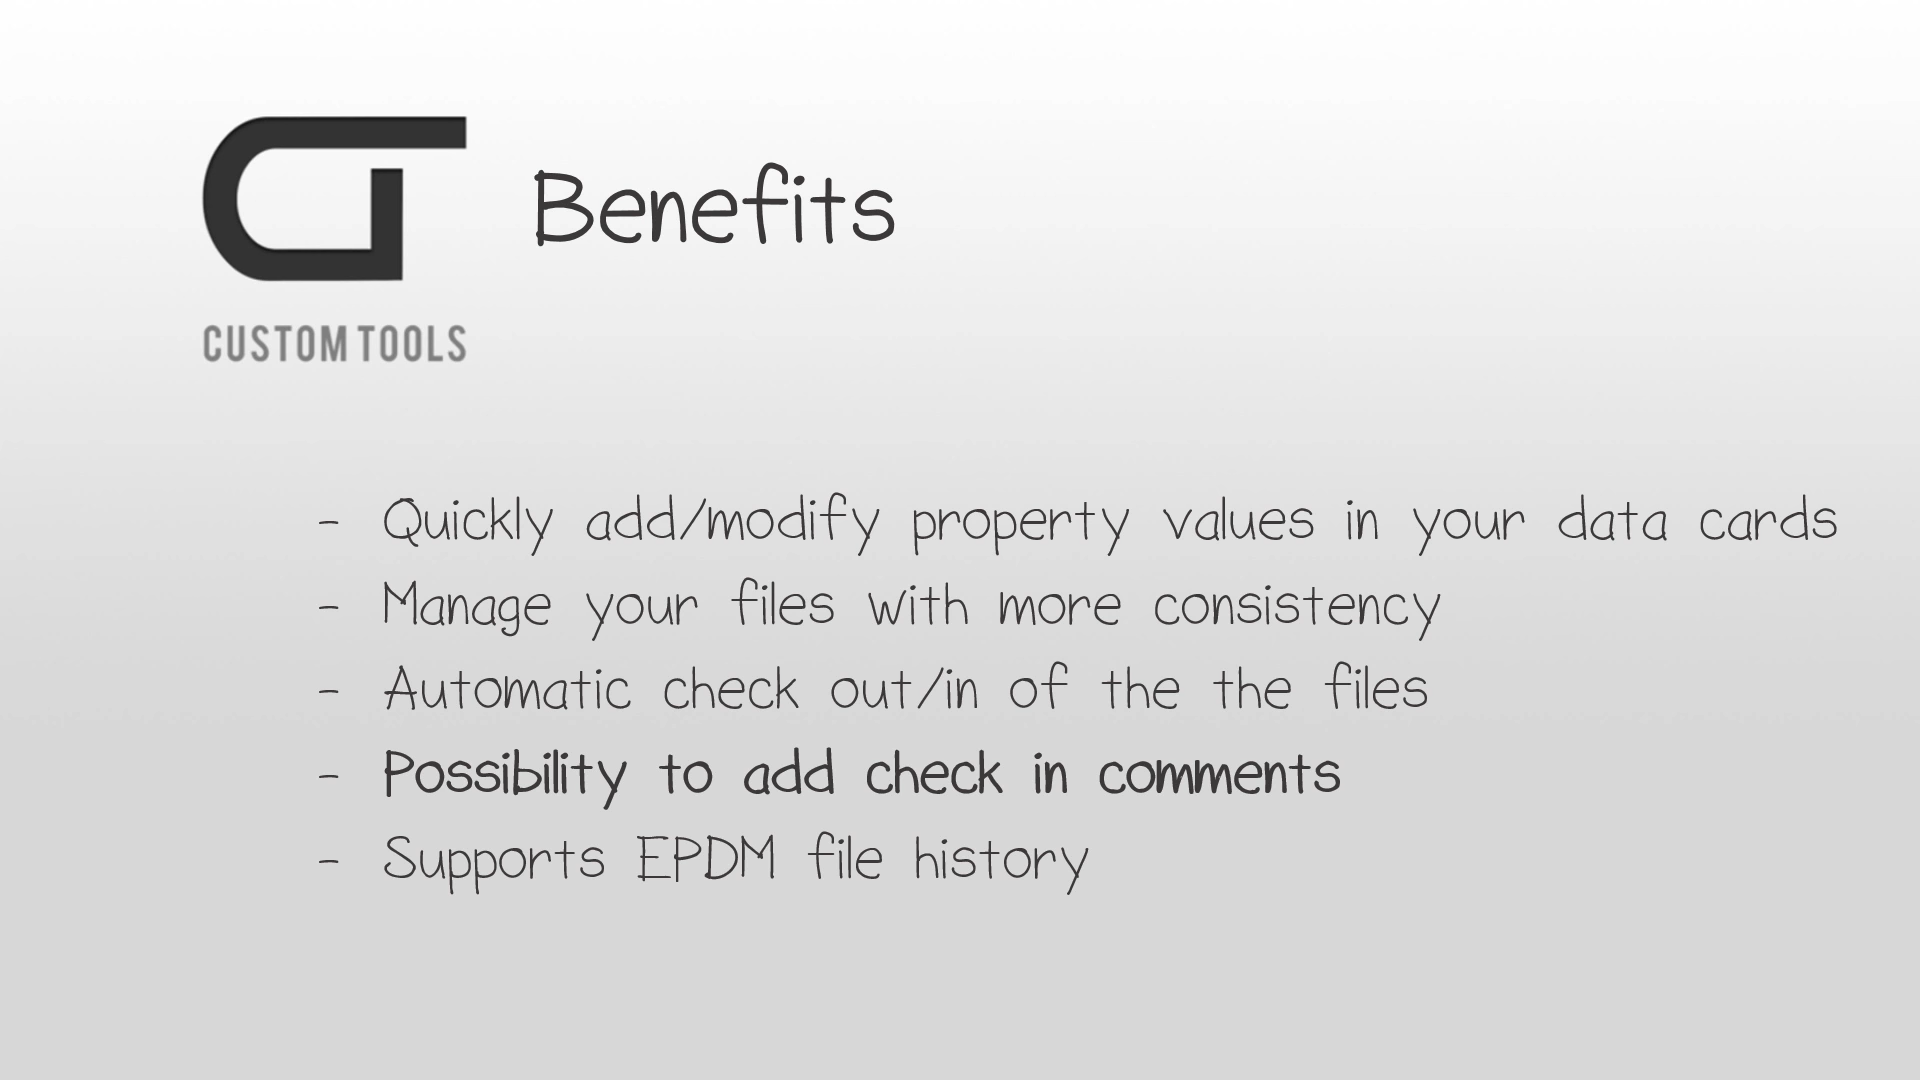 Benefits
CUSTOM TOOLS
- Quickly add/modify property values in your data cards
- Manage your files with more consistency
- Automatic check out/in of the the files
- Possibility to add check in comments
- Supports EPDM file history